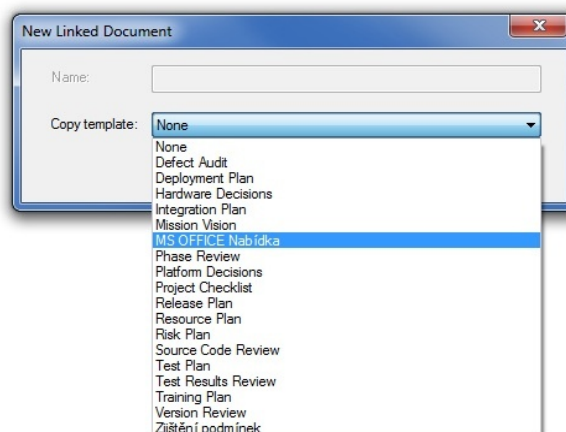 New Linked Document
Name:
Copy template: None
None
Defect Audit
Deployment Plan
Hardware Decisions
Integration Plan
Mission Vision
MS OFFICE Nabídka
Phase Review
Platform Decisions
Project Checklist
Release Plan
Resource Plan
Risk Plan
Source Code Review
Test Plan
Test Results Review
Training Plan
Version Review
Zjištění podmínek